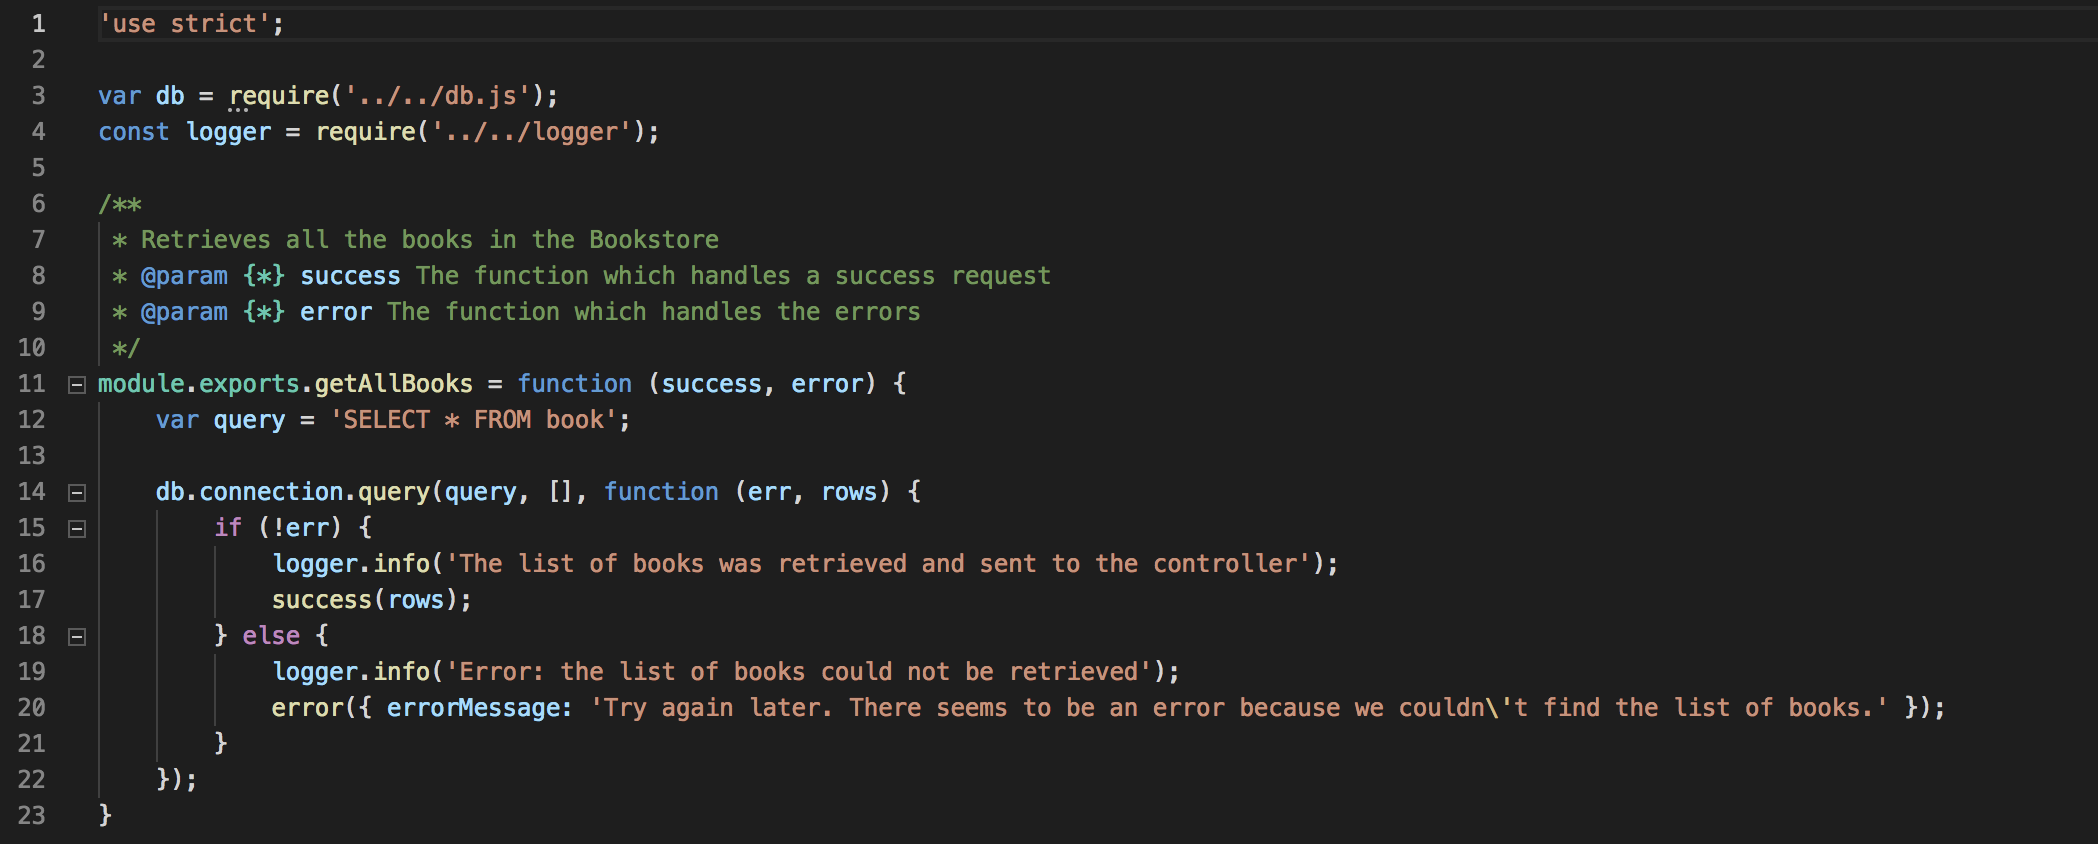 1 'use strict';
2
3 var db = require('../../db.js');
4 const logger = require('../../logger');
5
6 /**
7  * Retrieves all the books in the Bookstore
8  * @param {*} success The function which handles a success request
9  * @param {*} error The function which handles the errors
10  */
11 module.exports.getAllBooks = function (success, error) {
12     var query = 'SELECT * FROM book';
13
14     db.connection.query(query, [], function (err, rows) {
15         if (!err) {
16             logger.info('The list of books was retrieved and sent to the controller');
17             success(rows);
18         } else {
19             logger.info('Error: the list of books could not be retrieved');
20             error({ errorMessage: 'Try again later. There seems to be an error because we couldn\'t find the list of books.' });
21         }
22     });
23 }